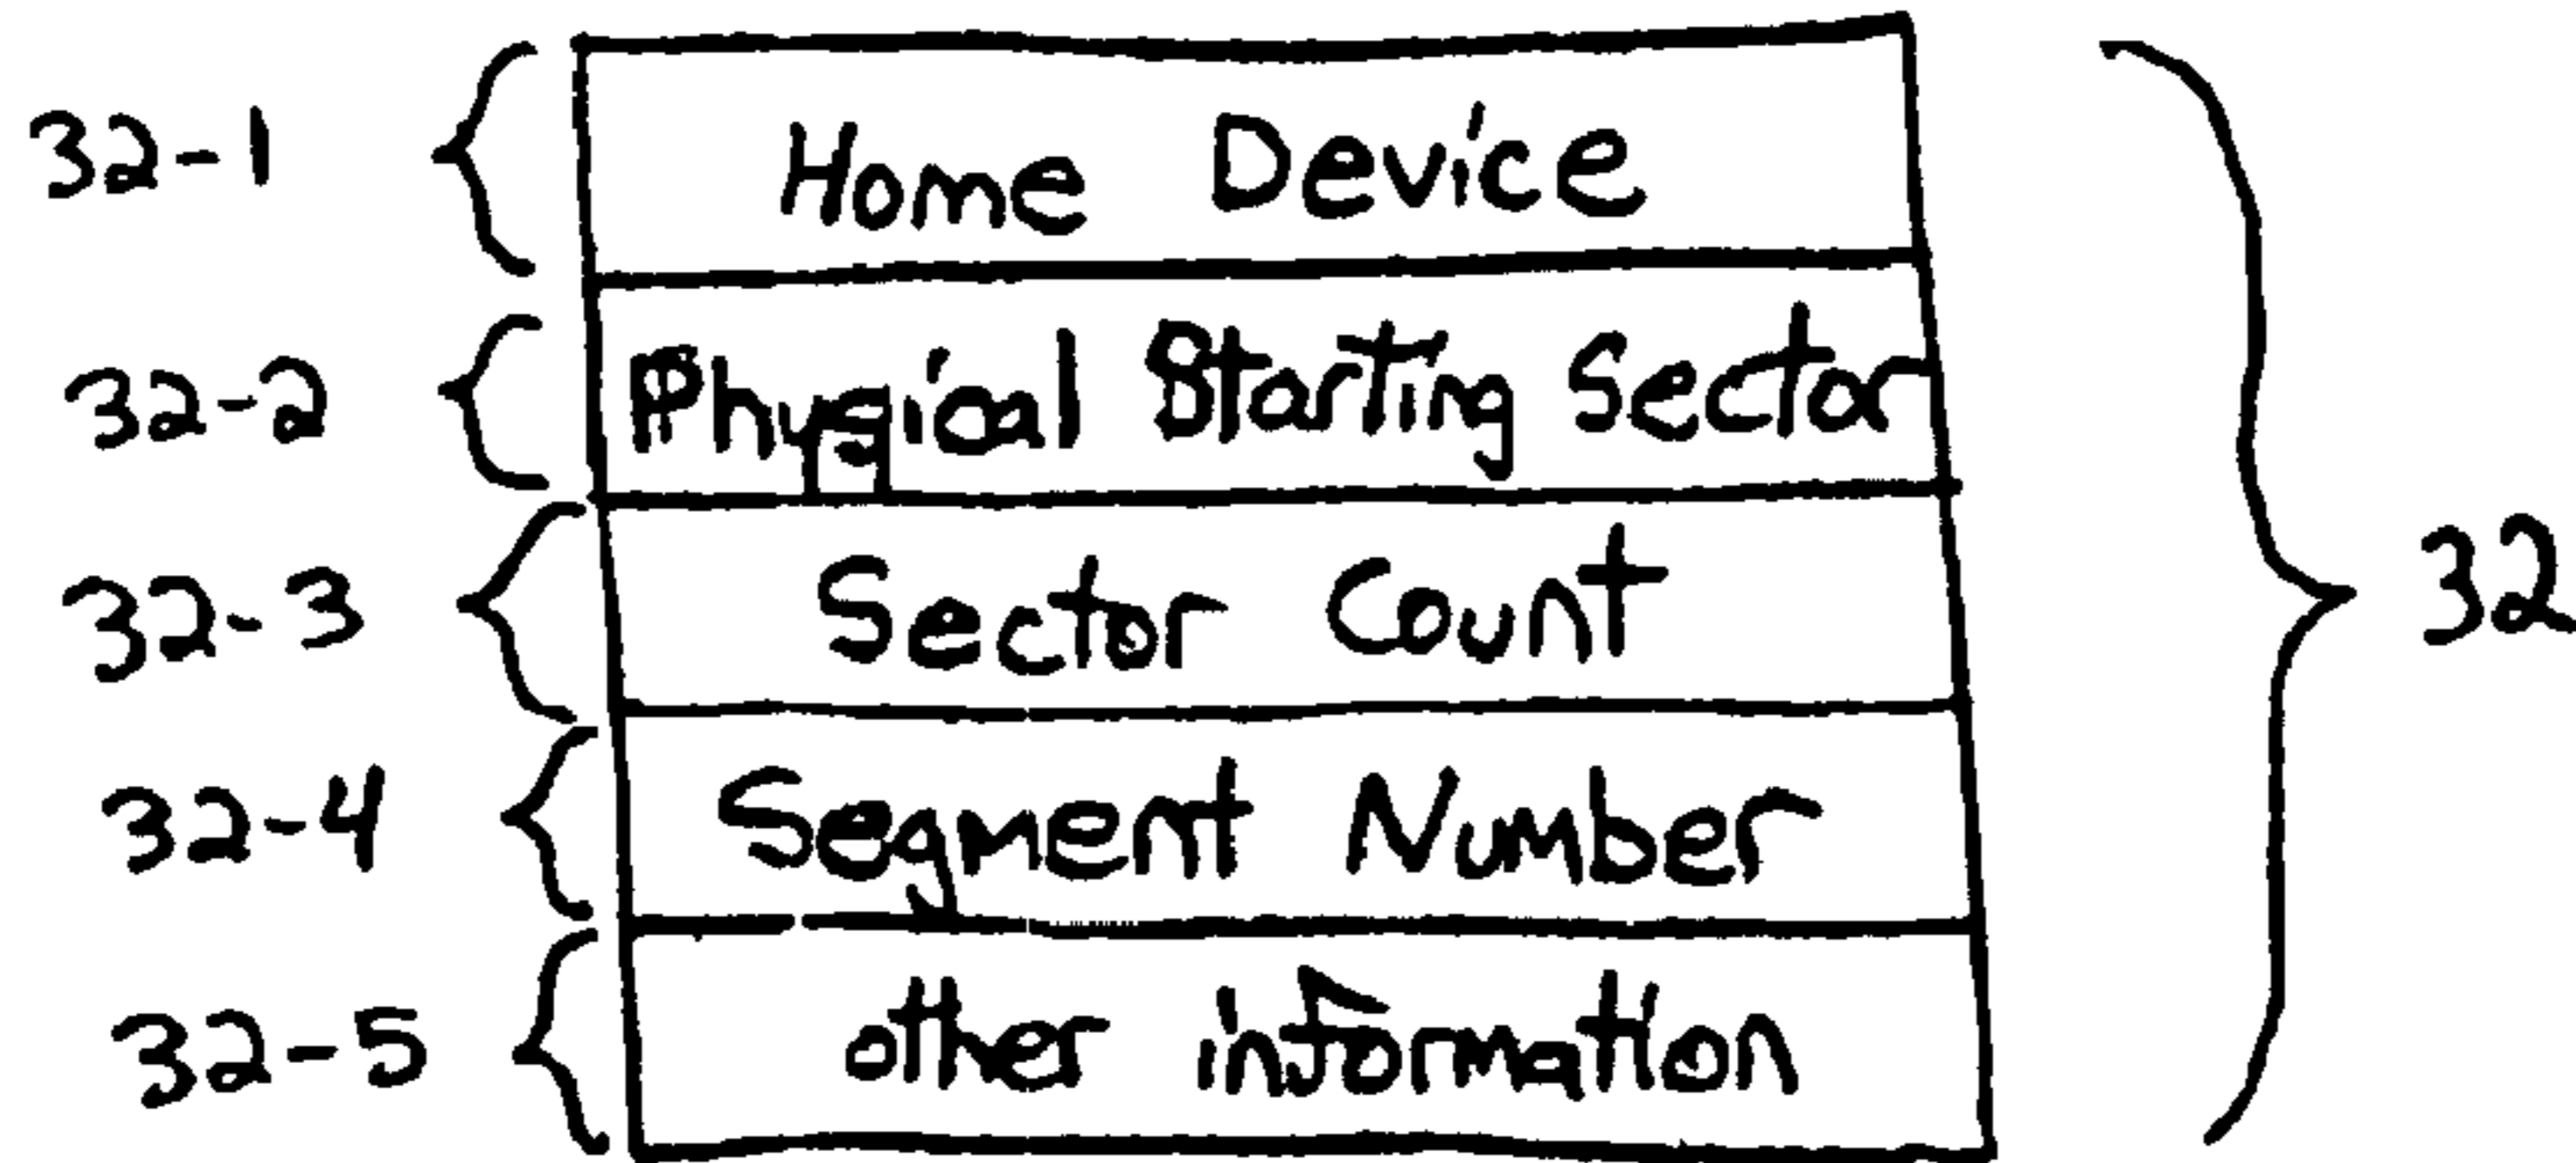 32-1 Home Device
32-2 Physical Starting Sector
32-3 Sector Count 32
32-4 Segment Number
32-5 other information